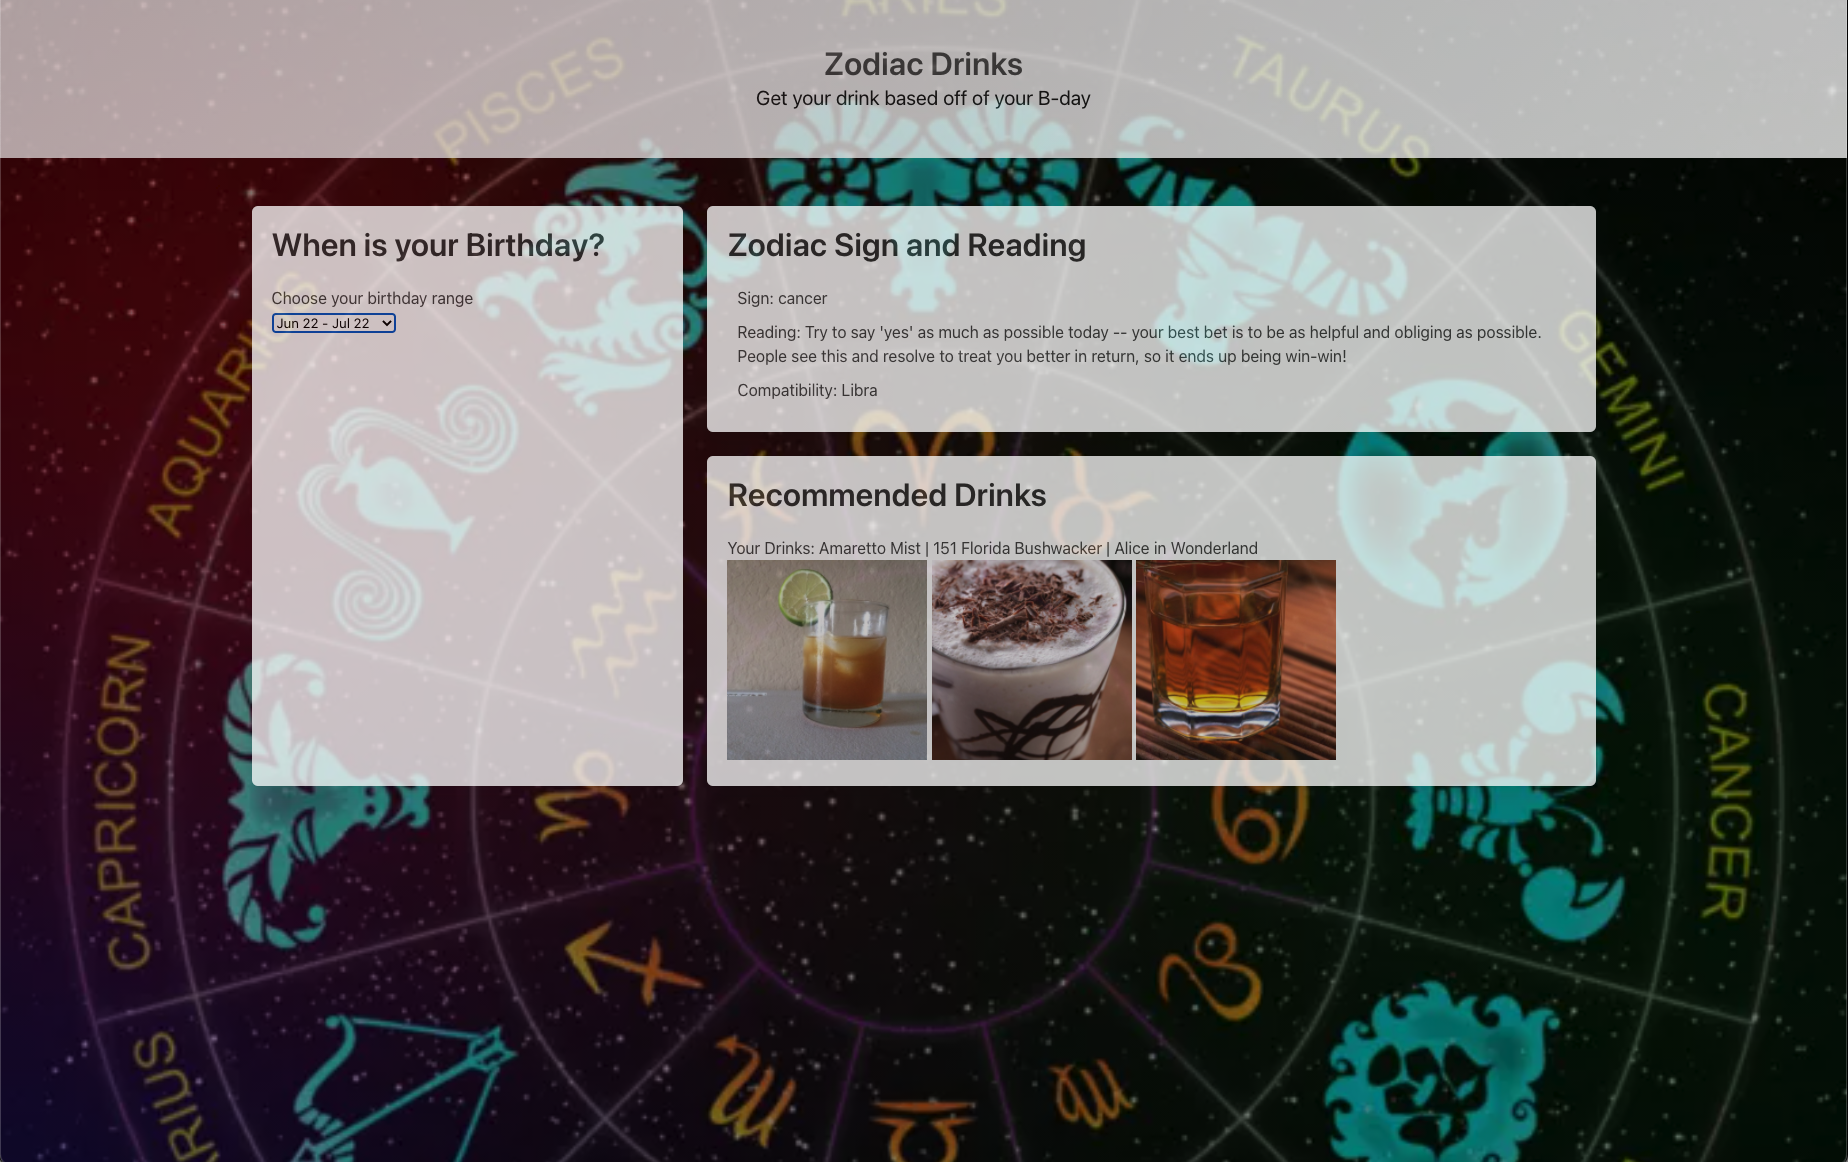 ARIES
PISCES
TAURUS
Zodiac Drinks
Get your drink based off of your B-day
When is your Birthday?
Choose your birthday range
Jun 22 - Jul 22
Zodiac Sign and Reading
Sign: cancer
Reading: Try to say 'yes' as much as possible today -- your best bet is to be as helpful and obliging as possible.
People see this and resolve to treat you better in return, so it ends up being win-win!
Compatibility: Libra
Recommended Drinks
Your Drinks: Amaretto Mist | 151 Florida Bushwacker | Alice in Wonderland
AQUARIUS
GEMINI
CAPRICORN
CANCER
RIUS